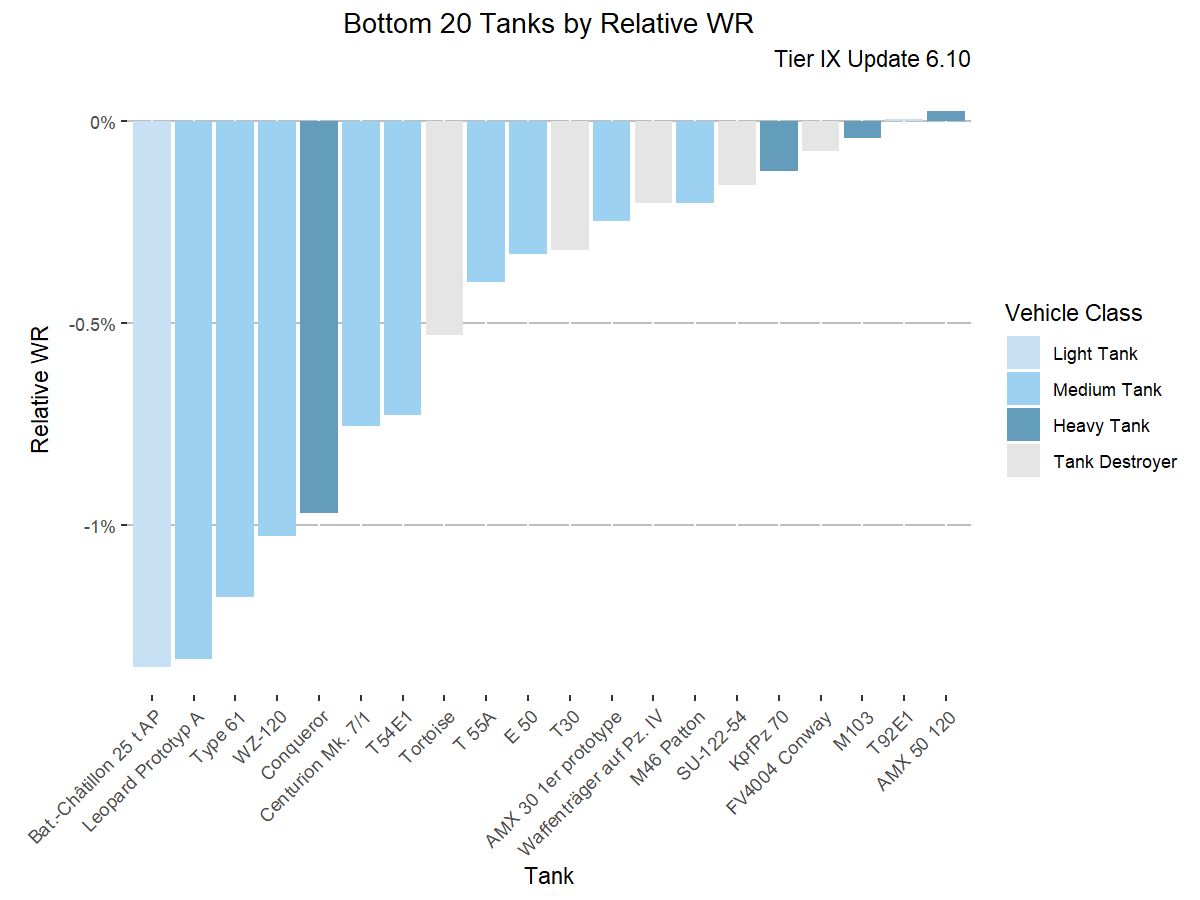 Bottom 20 Tanks by Relative WR
Tier IX Update 6.10
Relative WR
0%
-0.5%
-1%
Bat.-Châtillon 25 t AP
Leopard Prototyp A
Type 61
WZ-120
Conqueror
Centurion Mk. 7/1
T54E1
Tortoise
T 55A
E 50
T30
AMX 30 1er prototype
Waffenträger auf Pz. IV
M46 Patton
SU-122-54
KpfPz 70
FV4004 Conway
M103
T92E1
AMX 50 120
Tank
Vehicle Class
Light Tank
Medium Tank
Heavy Tank
Tank Destroyer